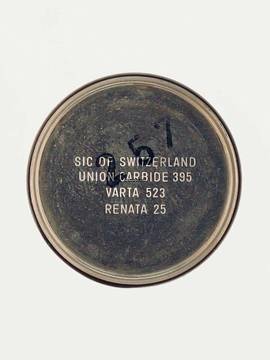 257
SIC OF SWITZERLAND
UNION CARBIDE 395
VARTA 523
RENATA 25